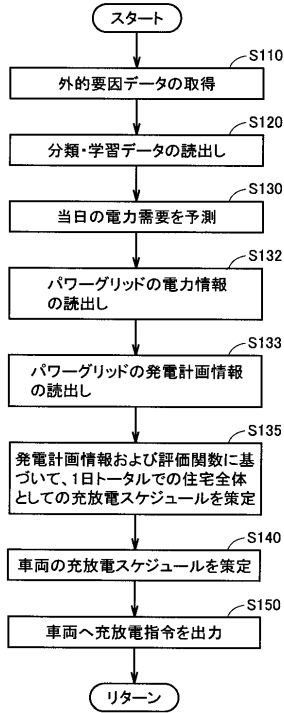 スタート
S110
外的要因データの取得
S120
分類・学習データの読出し
S130
当日の電力需要を予測
S132
パワーグリッドの電力情報
の読出し
S133
パワーグリッドの発電計画情報
の読出し
S135
発電計画情報および評価関数に基
づいて、1日トータルでの住宅全体
としての充放電スケジュールを策定
S140
車両の充放電スケジュールを策定
S150
車両へ充放電指令を出力
リターン